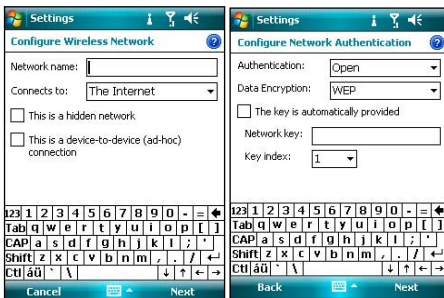 Settings
Configure Wireless Network
Network name:
Connects to: The Internet
This is a hidden network
This is a device-to-device (ad-hoc)
connection
123 1 2 3 4 5 6 7 8 9 0 - =
Tab q w e r t y u i o p [ ]
CAP a s d f g h j k l ; '
Shift z x c v b n m , . /
Ctl áü ` \
Cancel Next
Settings
Configure Network Authentication
Authentication: Open
Data Encryption: WEP
The key is automatically provided
Network key:
Key index: 1
123 1 2 3 4 5 6 7 8 9 0 - =
Tab q w e r t y u i o p [ ]
CAP a s d f g h j k l ; '
Shift z x c v b n m , . /
Ctl áü ` \
Back Next